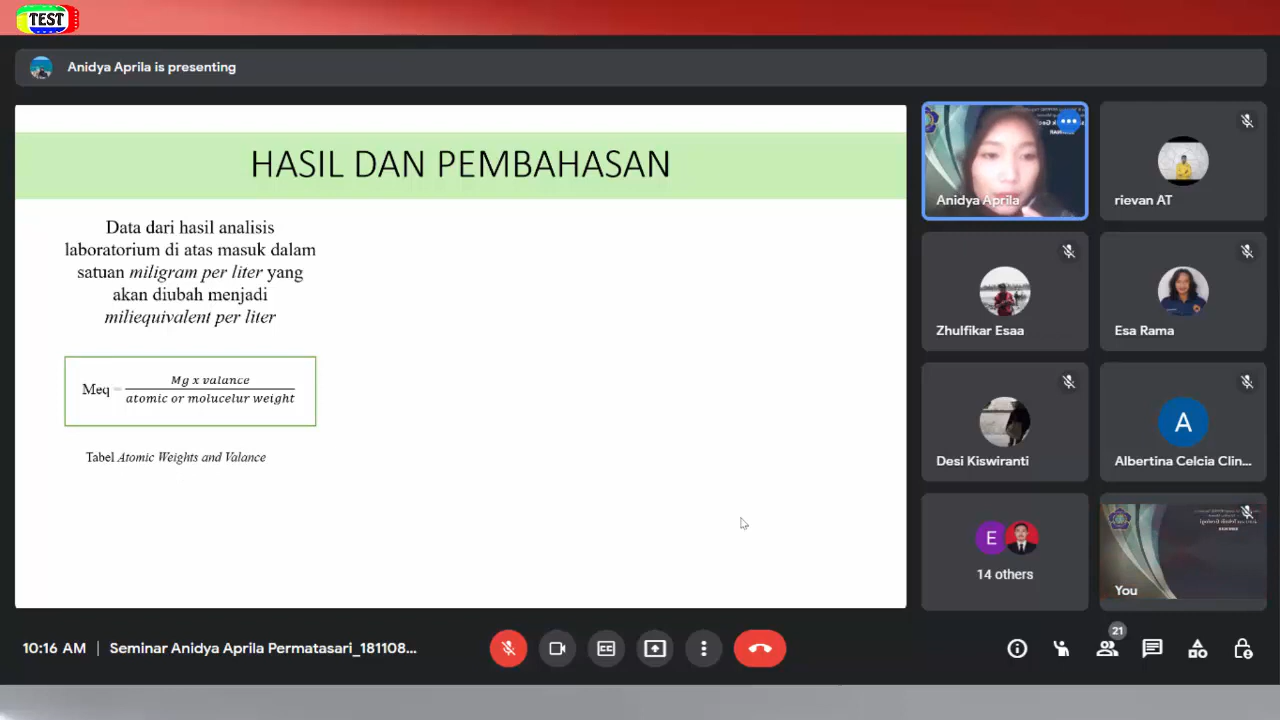 TEST
Anidya Aprila is presenting
HASIL DAN PEMBAHASAN
Data dari hasil analisis
laboratorium di atas masuk dalam
satuan miligram per liter yang
akan diubah menjadi
miliequivalent per liter
Meq = Mg x valance
atomic or molucelur weight
Tabel Atomic Weights and Valance
Anidya Aprila
rievan AT
Zhulfikar Esaa
Esa Rama
Desi Kiswiranti
A
Albertina Celcia Clin...
E
14 others
You
10:16 AM | Seminar Anidya Aprila Permatasari_181108...
CC
21